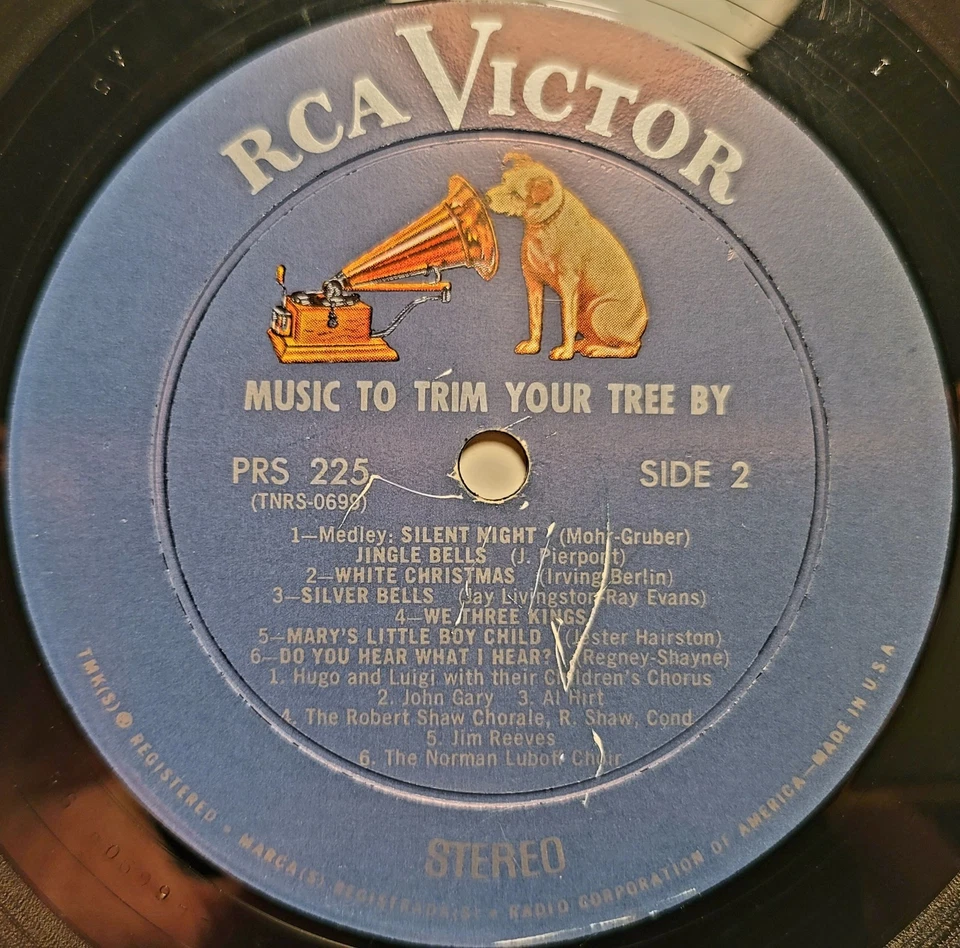 RCA VICTOR
MUSIC TO TRIM YOUR TREE BY
PRS 225
SIDE 2
(TNRS-0699)
1—Medley: SILENT NIGHT (Mohr-Gruber)
JINGLE BELLS (J. Pierpont)
2—WHITE CHRISTMAS (Irving Berlin)
3—SILVER BELLS (Jay Livingston-Ray Evans)
4—WE THREE KINGS
5—MARY'S LITTLE BOY CHILD (Jester Hairston)
6—DO YOU HEAR WHAT I HEAR? (Regney-Shayne)
1. Hugo and Luigi with their Children's Chorus
2. John Gary 3. Al Hirt
4. The Robert Shaw Chorale, R. Shaw, Cond.
5. Jim Reeves
6. The Norman Luboff Choir
STEREO
TMK(S) ® REGISTERED • MARCA(S) REGISTRADA(S) • RADIO CORPORATION OF AMERICA—MADE IN U.S.A.